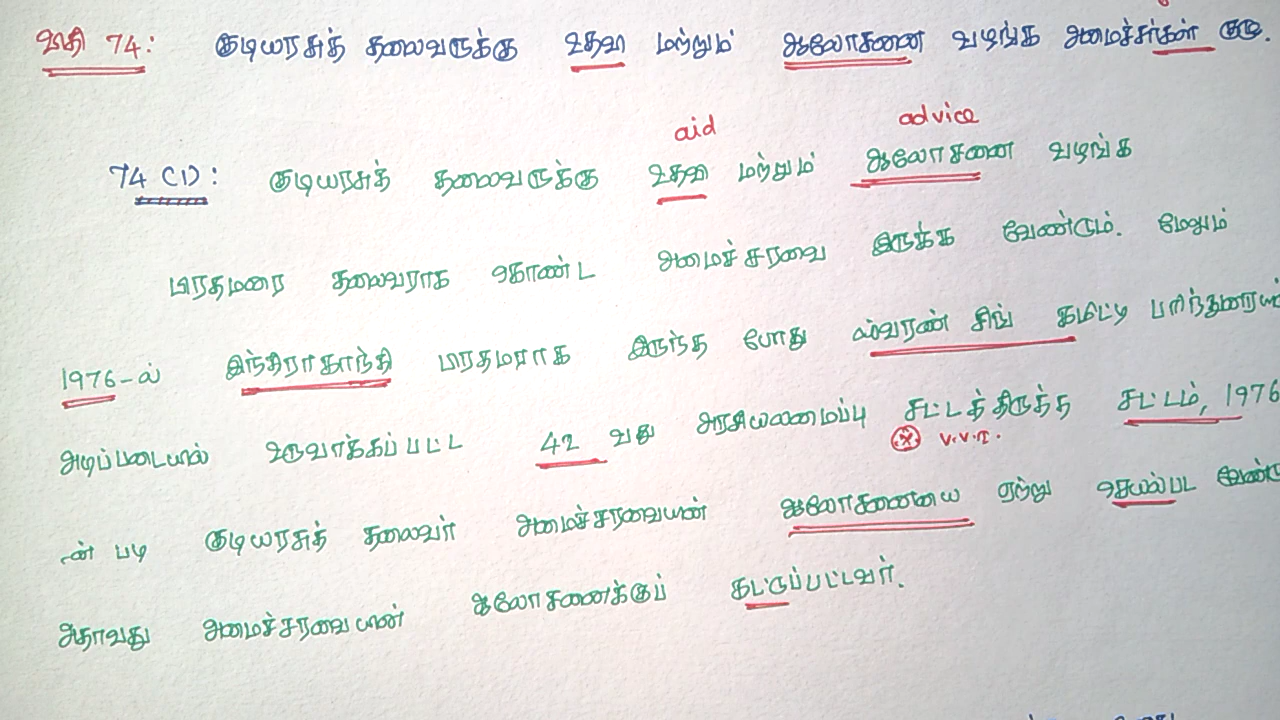 விதி 74: குடியரசுத் தலைவருக்கு உதவி மற்றும் ஆலோசனை வழங்க அமைச்சர்கள் குழு.
aid advice
74 (1): குடியரசுத் தலைவருக்கு உதவி மற்றும் ஆலோசனை வழங்க
பிரதமரை தலைவராக கொண்ட அமைச்சரவை இருக்க வேண்டும். மேலும்
1976-ல் இந்திராகாந்தி பிரதமராக இருந்த போது ஸ்வரண் சிங் கமிட்டி பரிந்துரையின்
அடிப்படையில் உருவாக்கப்பட்ட 42 வது அரசியலமைப்பு சட்டத்திருத்த சட்டம், 1976
V.V.I.
ன் படி குடியரசுத் தலைவர் அமைச்சரவையின் ஆலோசனையை ஏற்று செயல்பட வேண்டு
அதாவது அமைச்சரவையின் ஆலோசனைக்குப் கட்டுப்பட்டவர்.